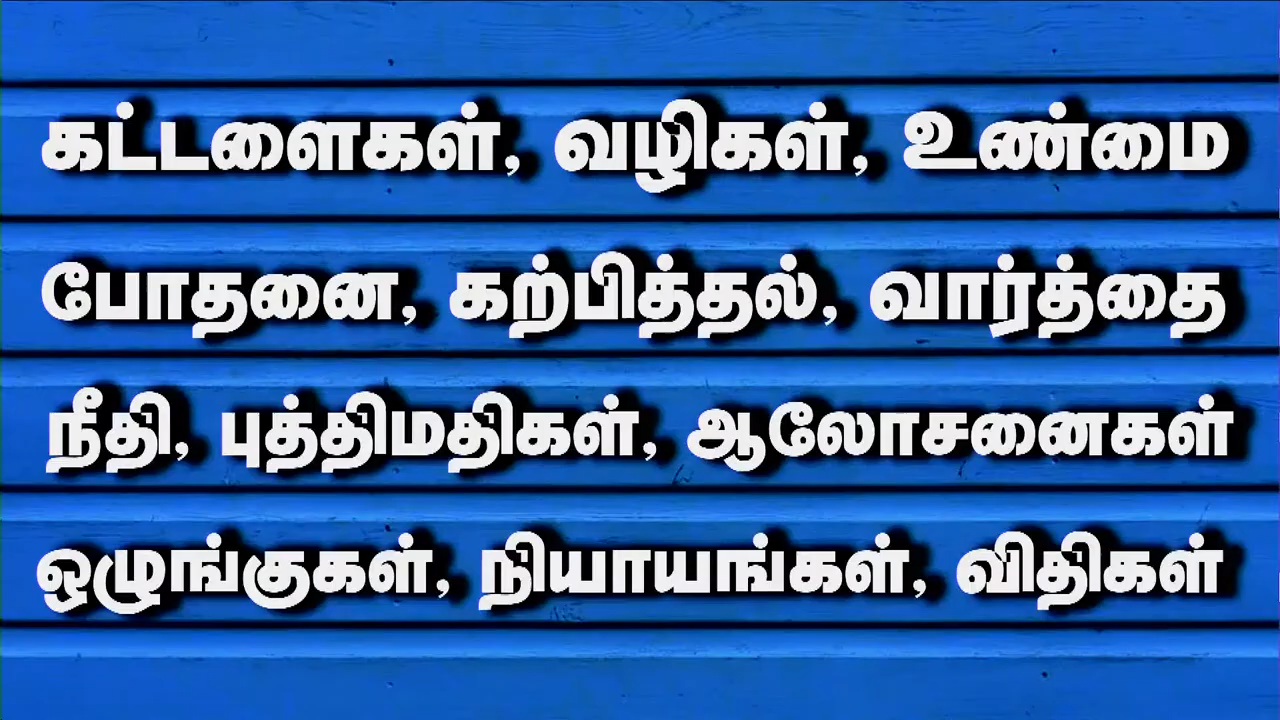 கட்டளைகள், வழிகள், உண்மை
போதனை, கற்பித்தல், வார்த்தை
நீதி, புத்திமதிகள், ஆலோசனைகள்
ஒழுங்குகள், நியாயங்கள், விதிகள்